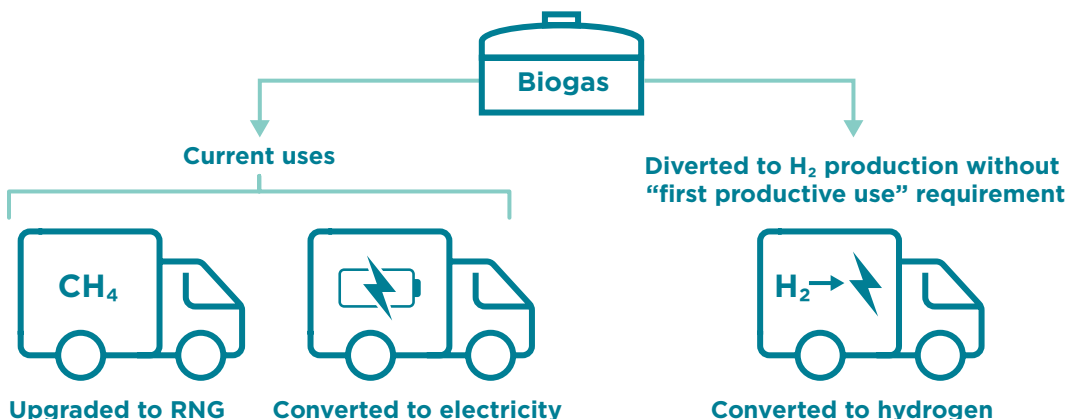 Biogas
Current uses
Diverted to H₂ production without
“first productive use” requirement
CH₄
H₂
Upgraded to RNG
Converted to electricity
Converted to hydrogen